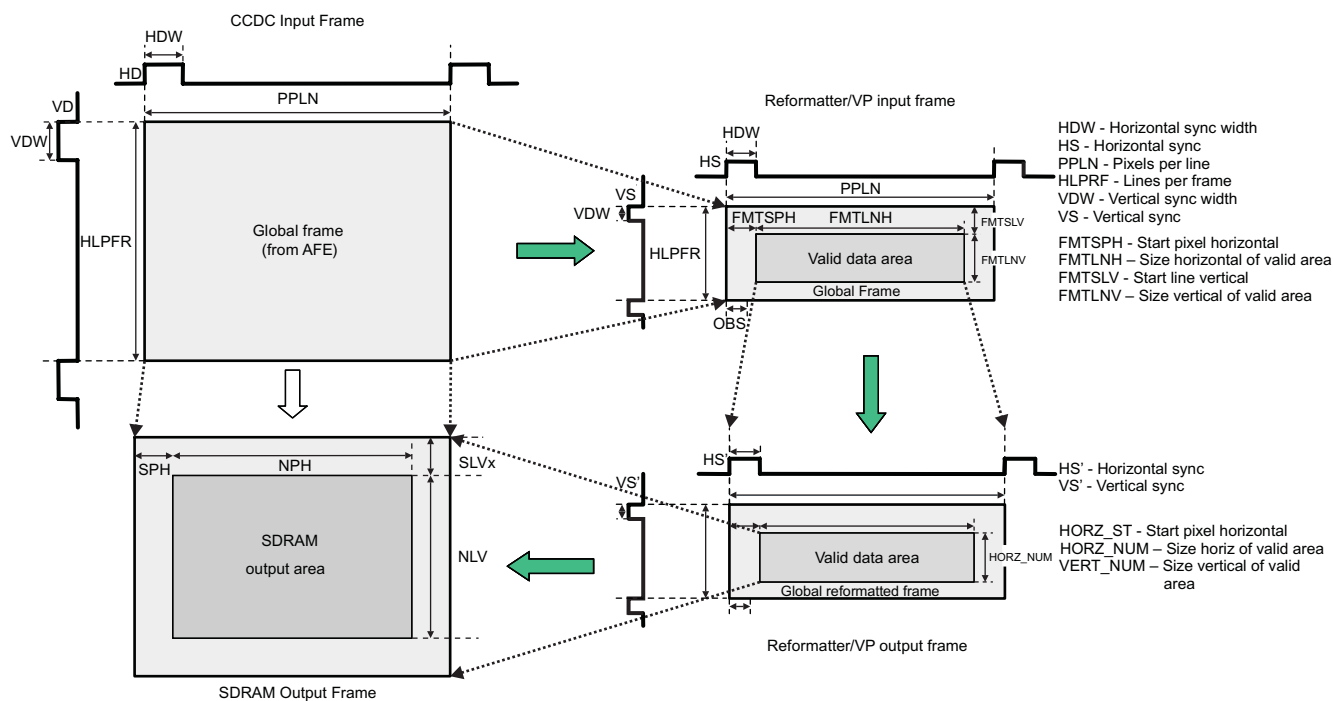 CCDC Input Frame
HDW
HD
PPLN
VD
VDW
HLPFR
Global frame
(from AFE)
Reformatter/VP input frame
HDW
HS
PPLN
VS
VDW
HLPFR
FMTSPH
FMTLNH
FMTSLV
FMTLNV
Valid data area
Global Frame
OBS
HDW - Horizontal sync width
HS - Horizontal sync
PPLN - Pixels per line
HLPRF - Lines per frame
VDW - Vertical sync width
VS - Vertical sync
FMTSPH - Start pixel horizontal
FMTLNH – Size horizontal of valid area
FMTSLV - Start line vertical
FMTLNV – Size vertical of valid area
SPH
NPH
SLVx
SDRAM
output area
NLV
SDRAM Output Frame
HS’
VS’
Valid data area
HORZ_NUM
Global reformatted frame
Reformatter/VP output frame
HS’ - Horizontal sync
VS’ - Vertical sync
HORZ_ST - Start pixel horizontal
HORZ_NUM – Size horiz of valid area
VERT_NUM – Size vertical of valid
area